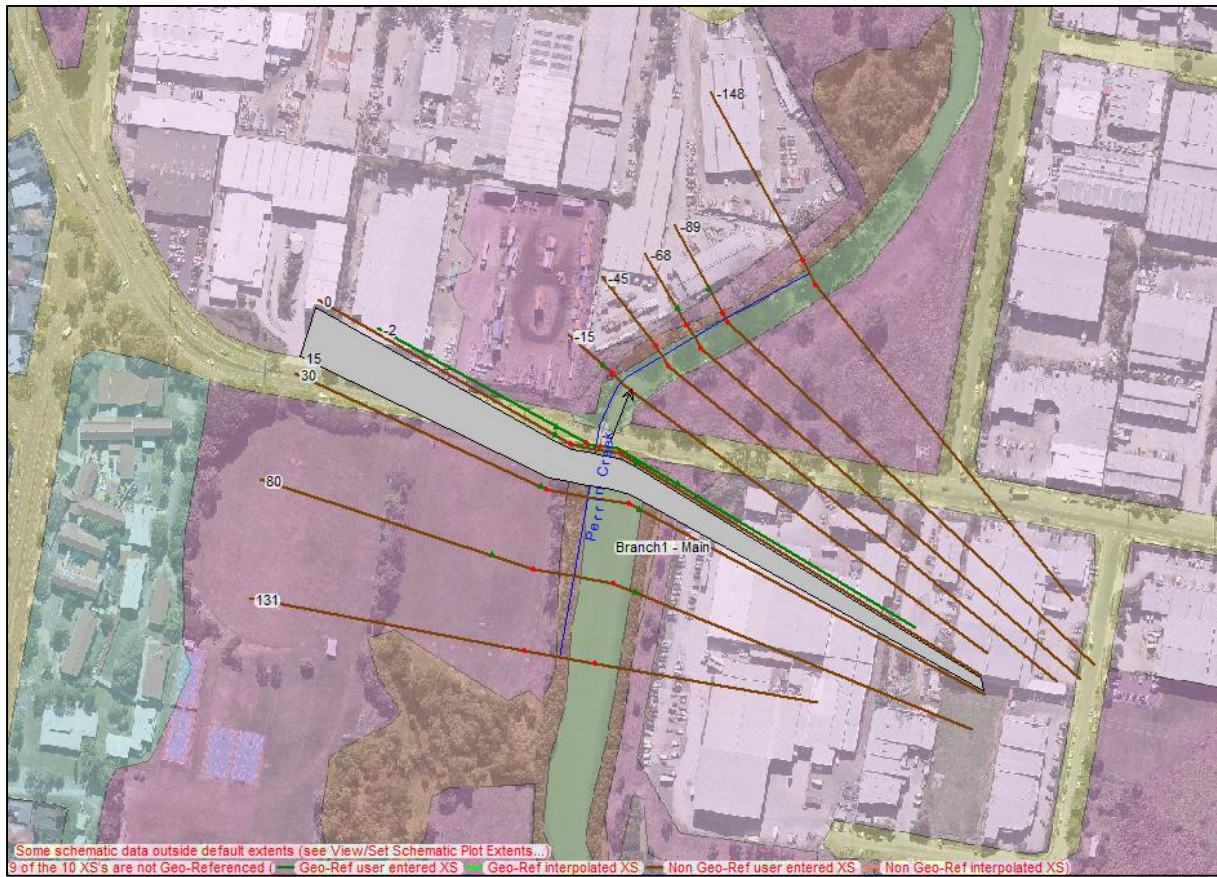 -148
-89
-68
-45
-15
0
-2
15
30
80
131
Perrin Creek
Branch1 - Main
Some schematic data outside default extents (see View/Set Schematic Plot Extents...)
9 of the 10 XS's are not Geo-Referenced ( Geo-Ref user entered XS Geo-Ref interpolated XS Non Geo-Ref user entered XS Non Geo-Ref interpolated XS)